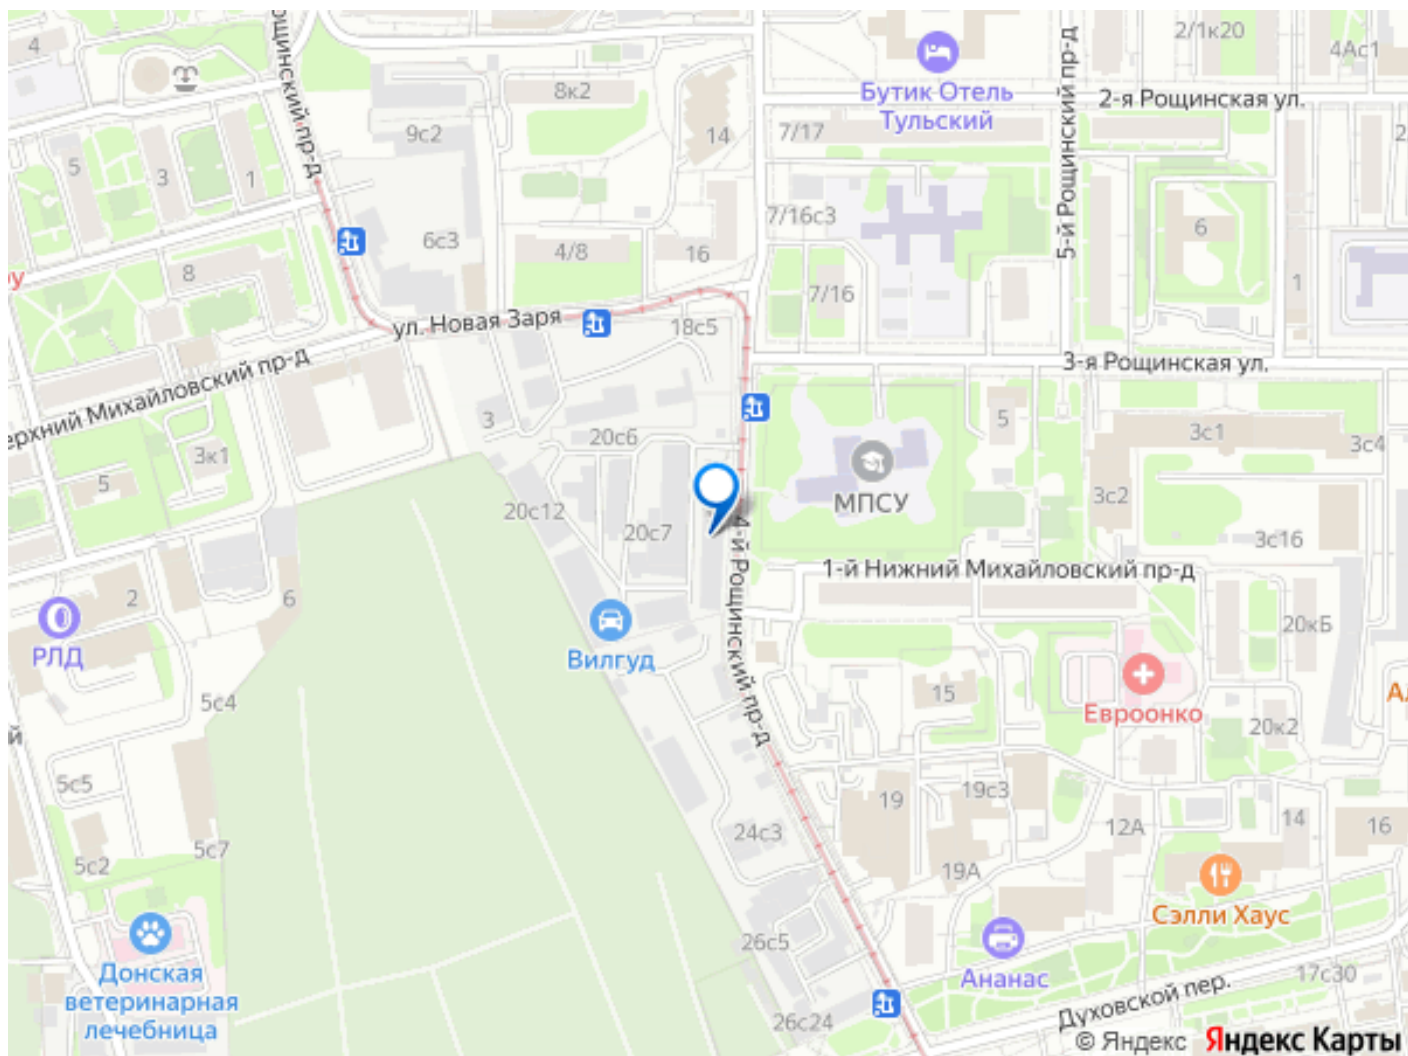 4
ощинский пр-д
8к2
9с2
14
5
3
1
6с3
4/8
16
8
ру
ул. Новая Заря
18с5
ерхний Михайловский пр-д
Бутик Отель
Тульский
2/1к20
4Ас1
5-й Рощинский пр-д
2-я Рощинская ул.
7/17
2
7/16с3
7/16
6
1
3-я Рощинская ул.
3
20с6
3к1
5
20с12
20с7
4-й Рощинский пр-д
МПСУ
5
3с1
3с4
3с2
3с16
1-й Нижний Михайловский пр-д
2
6
РЛД
Вилгуд
20кБ
15
Евроонко
20к2
Ал
й
5с4
5с5
5с2
5с7
24с3
19
19с3
19А
12А
14
16
Сэлли Хаус
26с5
Ананас
Донская
ветеринарная
лечебница
26с24
Духовской пер.
17с30
© Яндекс Яндекс Карты